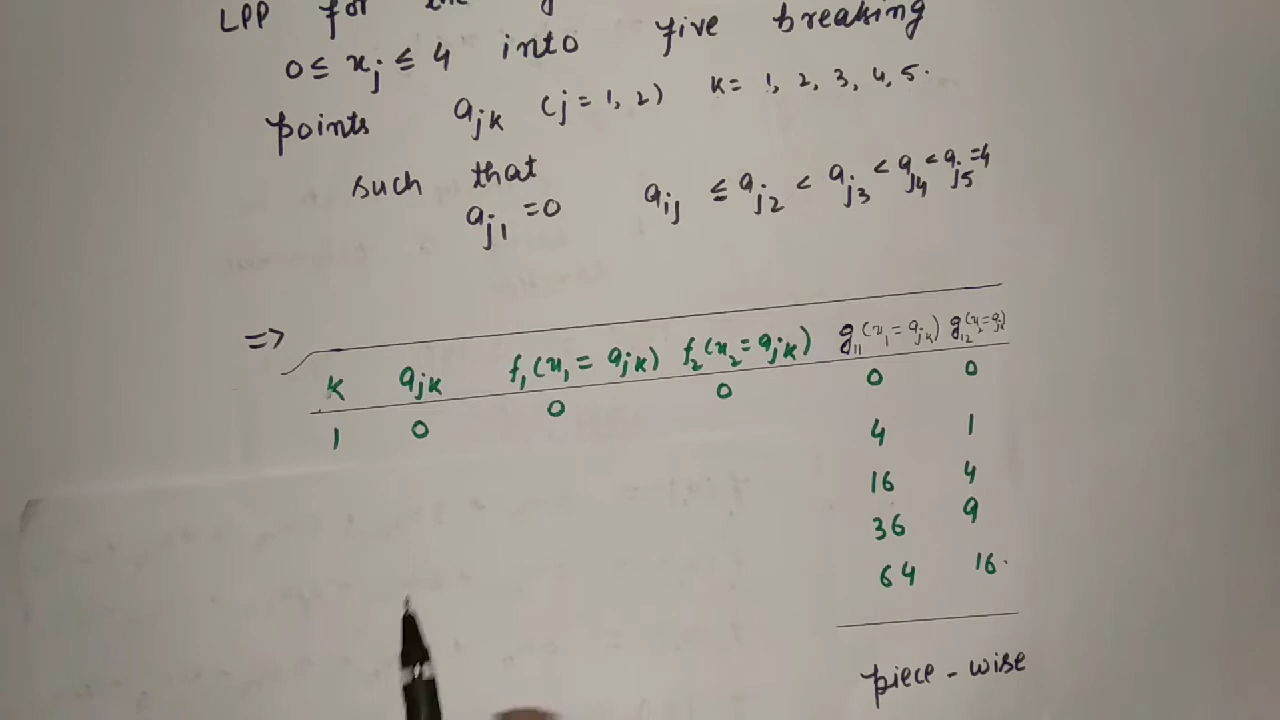 LPP for the
0 ≤ xj ≤ 4 into five breaking
points ajk (j = 1, 2) k = 1, 2, 3, 4, 5.
such that
aj1 = 0 aij ≤ aj2 < aj3 < aj4 < aj5 = 4
=>
k ajk f1(x1 = ajk) f2(x2 = ajk) g11(x1 = ajk) g12(x2 = ajk)
1 0 0 0 0 0
4 1
16 4
36 9
64 16.
piece - wise